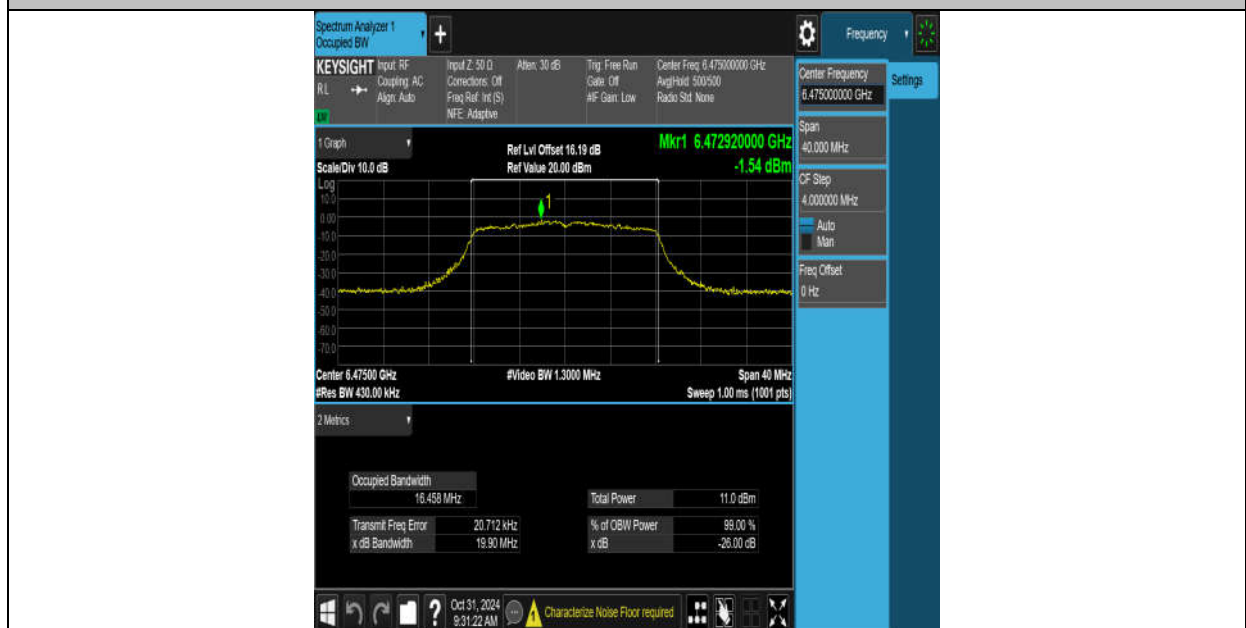 Spectrum Analyzer 1
Occupied BW
+
Frequency
KEYSIGHT
RL
LXI
Input: RF
Coupling: AC
Align: Auto
Input Z: 50 Ω
Corrections: Off
Freq Ref: Int (S)
NFE: Adaptive
Atten: 30 dB
Trig: Free Run
Gate: Off
#IF Gain: Low
Center Freq: 6.475000000 GHz
Avg|Hold: 500/500
Radio Std: None
Center Frequency
6.475000000 GHz
Settings
Span
40.000 MHz
CF Step
4.000000 MHz
Auto
Man
Freq Offset
0 Hz
1 Graph
Scale/Div 10.0 dB
Ref Lvl Offset 16.19 dB
Ref Value 20.00 dBm
Mkr1 6.472920000 GHz
-1.54 dBm
Log
10.0
0.00
-10.0
-20.0
-30.0
-40.0
-50.0
-60.0
-70.0
1
Center 6.47500 GHz
#Res BW 430.00 kHz
#Video BW 1.3000 MHz
Span 40 MHz
Sweep 1.00 ms (1001 pts)
2 Metrics
Occupied Bandwidth
16.458 MHz
Total Power 11.0 dBm
Transmit Freq Error 20.712 kHz
% of OBW Power 99.00 %
x dB Bandwidth 19.90 MHz
x dB -26.00 dB
?
Oct 31, 2024
9:31:22 AM
Characterize Noise Floor required